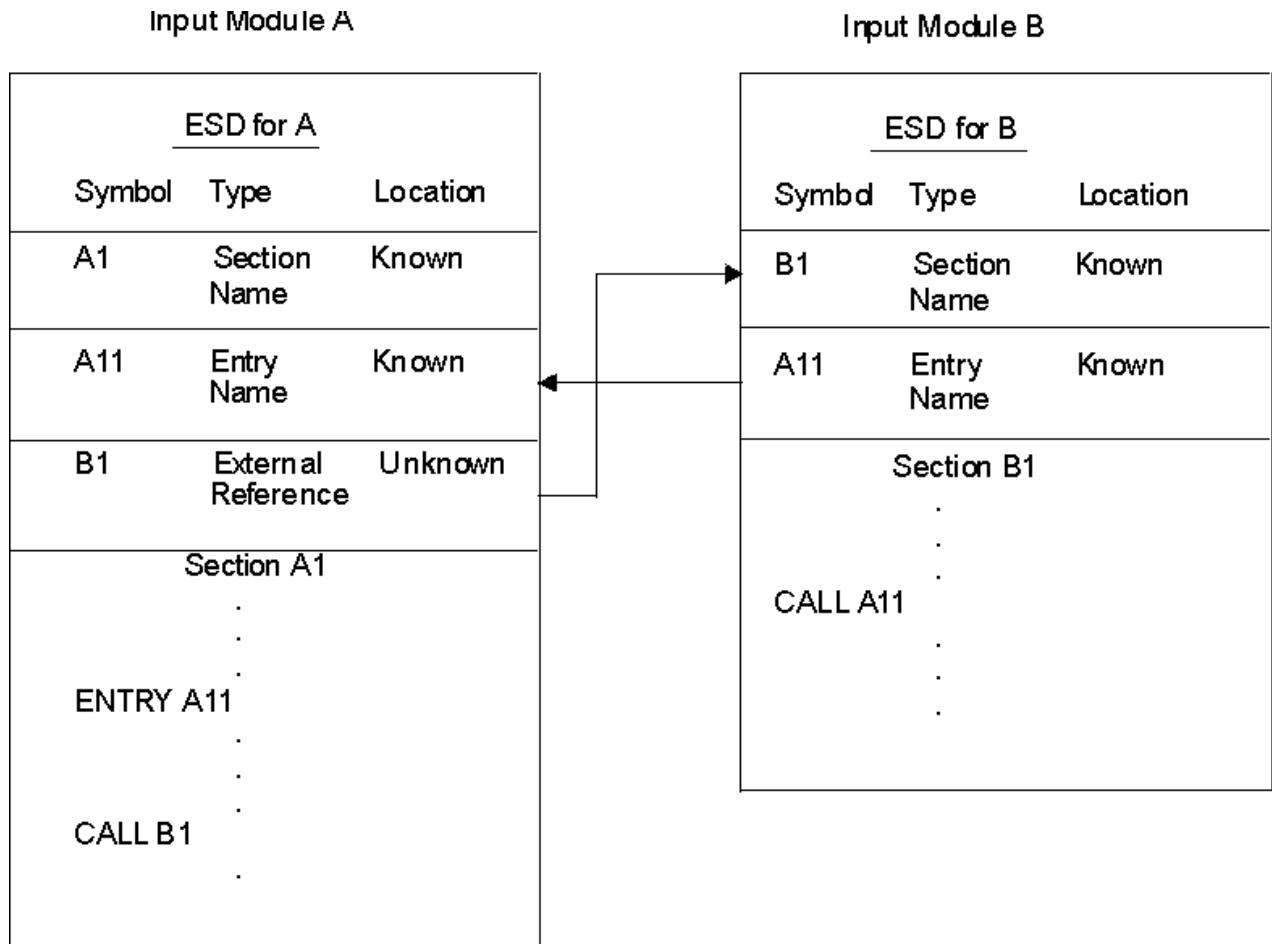 Input Module A
ESD for A
Symbol Type Location
A1 Section Known
Name
A11 Entry Known
Name
B1 External Unknown
Reference
Section A1
.
.
.
ENTRY A11
.
.
.
CALL B1
.
Input Module B
ESD for B
Symbol Type Location
B1 Section Known
Name
A11 Entry Known
Name
Section B1
.
.
.
CALL A11
.
.
.